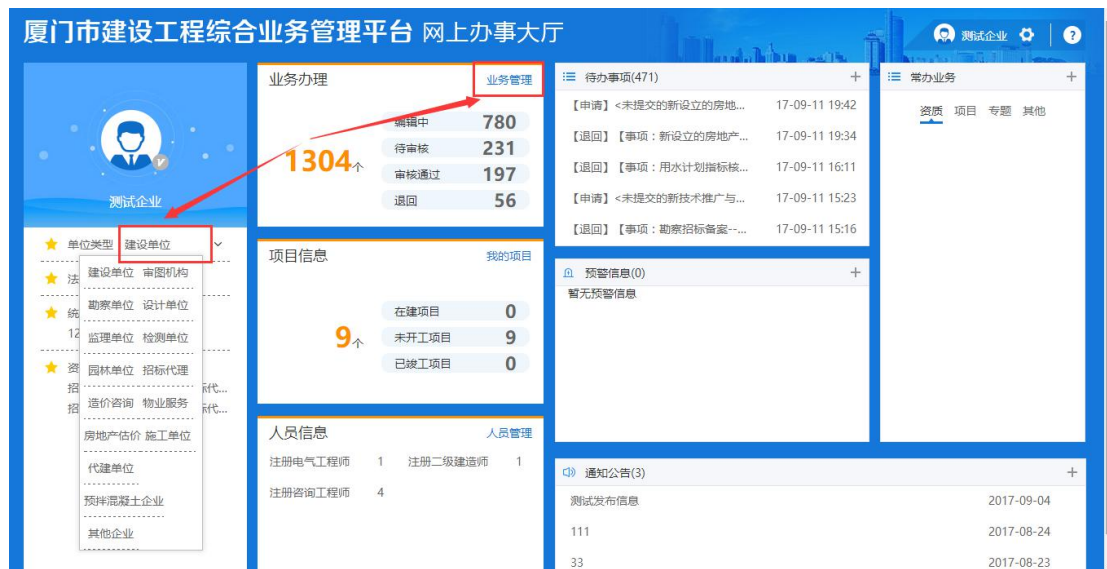 厦门市建设工程综合业务管理平台 网上办事大厅
测试企业
测试企业
单位类型 建设单位
法
统
12
资
招 标代...
招 标代...
建设单位 审图机构
勘察单位 设计单位
监理单位 检测单位
园林单位 招标代理
造价咨询 物业服务
房地产估价 施工单位
代建单位
预拌混凝土企业
其他企业
业务办理 业务管理
1304个
编辑中 780
待审核 231
审核通过 197
退回 56
项目信息 我的项目
9个
在建项目 0
未开工项目 9
已竣工项目 0
人员信息 人员管理
注册电气工程师 1 注册二级建造师 1
注册咨询工程师 4
待办事项(471) +
【申请】<未提交的新设立的房地... 17-09-11 19:42
【退回】【事项：新设立的房地产... 17-09-11 19:34
【退回】【事项：用水计划指标核... 17-09-11 16:11
【申请】<未提交的新技术推广与... 17-09-11 15:23
【退回】【事项：勘察招标备案--... 17-09-11 15:16
预警信息(0) +
暂无预警信息
常办业务 +
资质 项目 专题 其他
通知公告(3) +
测试发布信息 2017-09-04
111 2017-08-24
33 2017-08-23